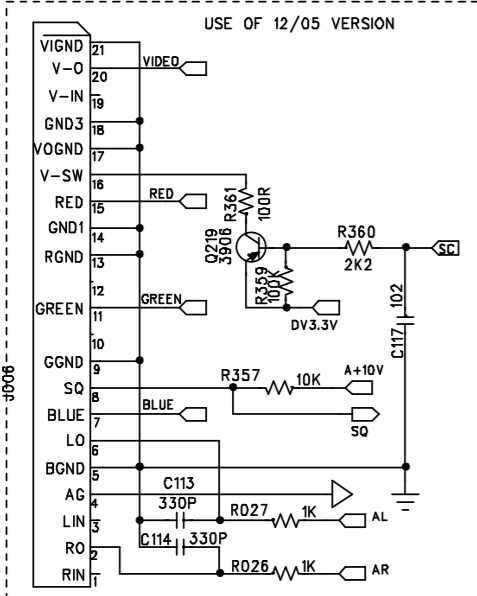 USE OF 12/05 VERSION
VIGND 21
V-O 20 VIDEO
V-IN 19
GND3 18
VOGND 17
V-SW 16
RED 15 RED
GND1 14
RGND 13
12
GREEN 11 GREEN
10
GGND 9
SQ 8
BLUE 7 BLUE
LO 6
BGND 5
AG 4
LIN 3
RO 2
RIN 1
J006
R361 100R
Q219 3906
R359 100K
R360 2K2
SC
DV3.3V
102 C117
R357 10K A+10V
SQ
C113 330P
R027 1K AL
C114 330P
R026 1K AR